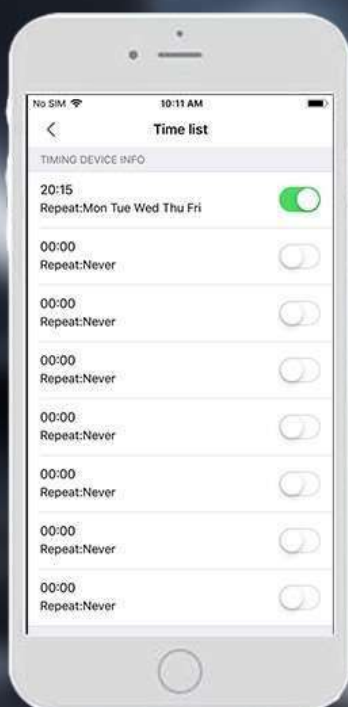 No SIM 10:11 AM
Time list
TIMING DEVICE INFO
20:15
Repeat:Mon Tue Wed Thu Fri
00:00
Repeat:Never
00:00
Repeat:Never
00:00
Repeat:Never
00:00
Repeat:Never
00:00
Repeat:Never
00:00
Repeat:Never
00:00
Repeat:Never